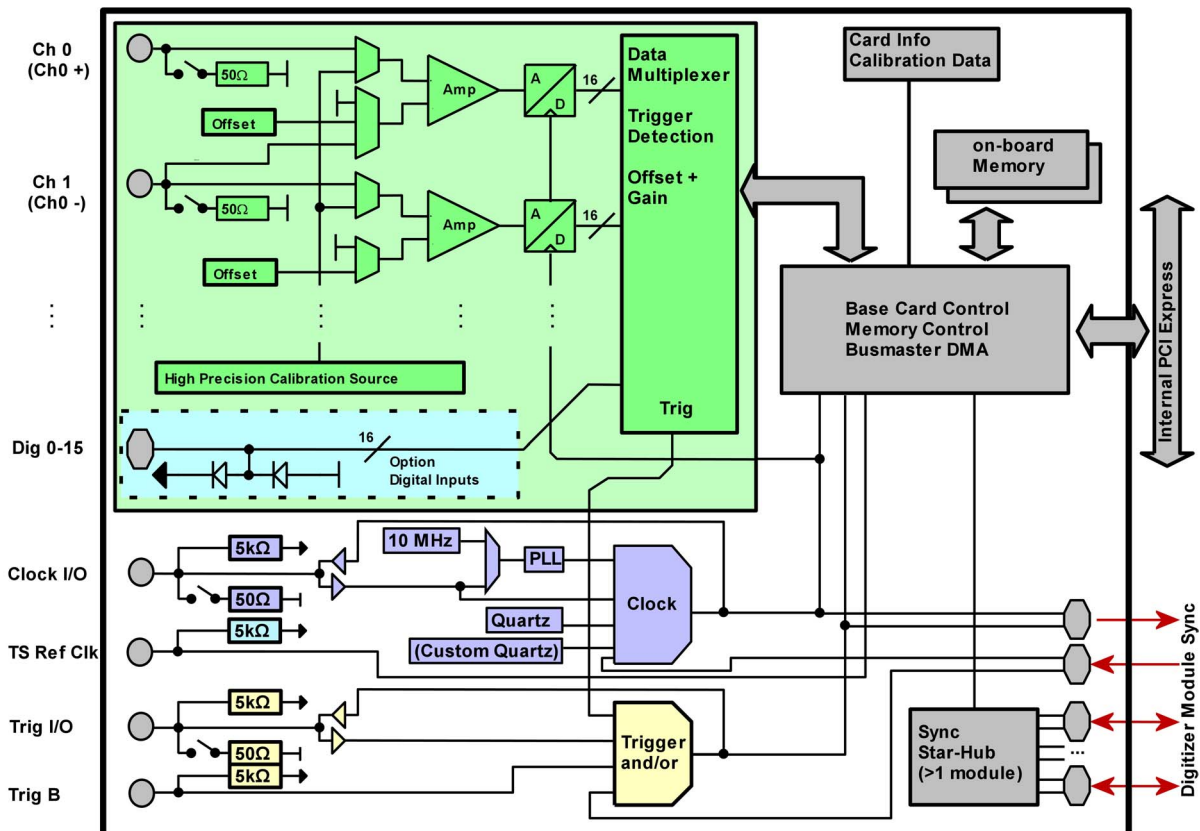 Ch 0
(Ch0 +)
50Ω
Offset
Amp
A
D
16
Data
Multiplexer
Trigger
Detection
Offset +
Gain
Trig
Card Info
Calibration Data
on-board
Memory
Ch 1
(Ch0 -)
50Ω
Offset
Amp
A
D
16
Base Card Control
Memory Control
Busmaster DMA
Internal PCI Express
High Precision Calibration Source
Dig 0-15
16
Option
Digital Inputs
Clock I/O
5kΩ
50Ω
10 MHz
PLL
Clock
Quartz
(Custom Quartz)
TS Ref Clk
5kΩ
Trig I/O
5kΩ
50Ω
Trigger
and/or
Trig B
5kΩ
Sync
Star-Hub
(>1 module)
...
Digitizer Module Sync